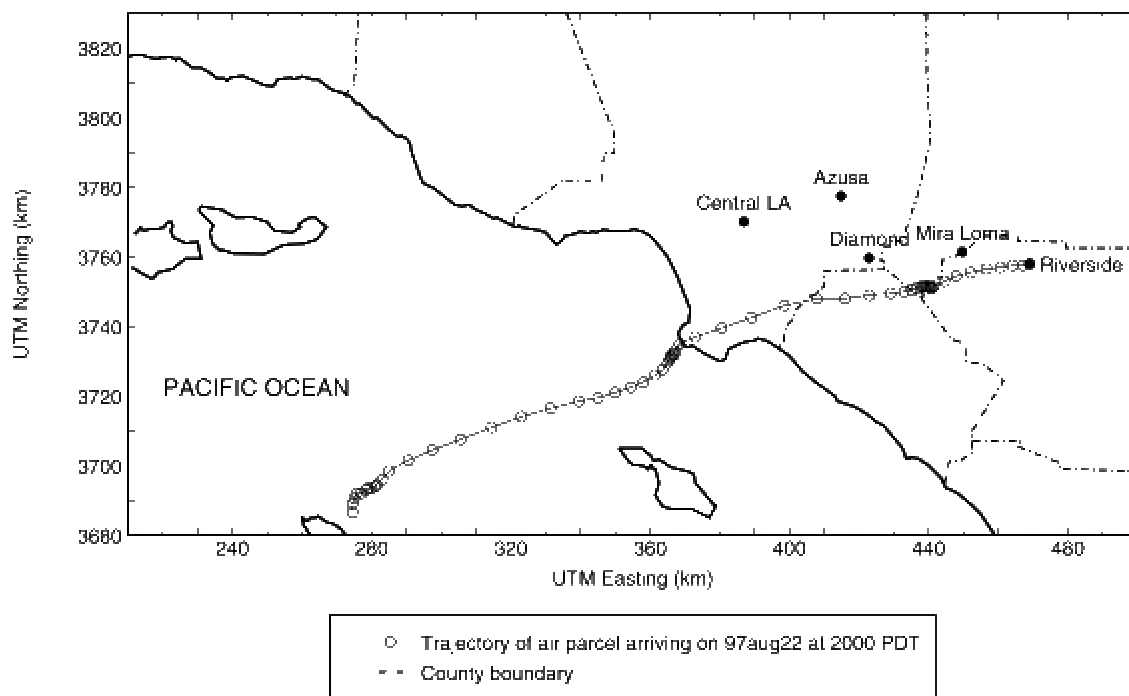 3820
3800
3780
3760
3740
3720
3700
3680
UTM Northing (km)
Azusa
Central LA
Diamond
Mira Loma
Riverside
PACIFIC OCEAN
240
280
320
360
400
440
480
UTM Easting (km)
Trajectory of air parcel arriving on 97aug22 at 2000 PDT
County boundary